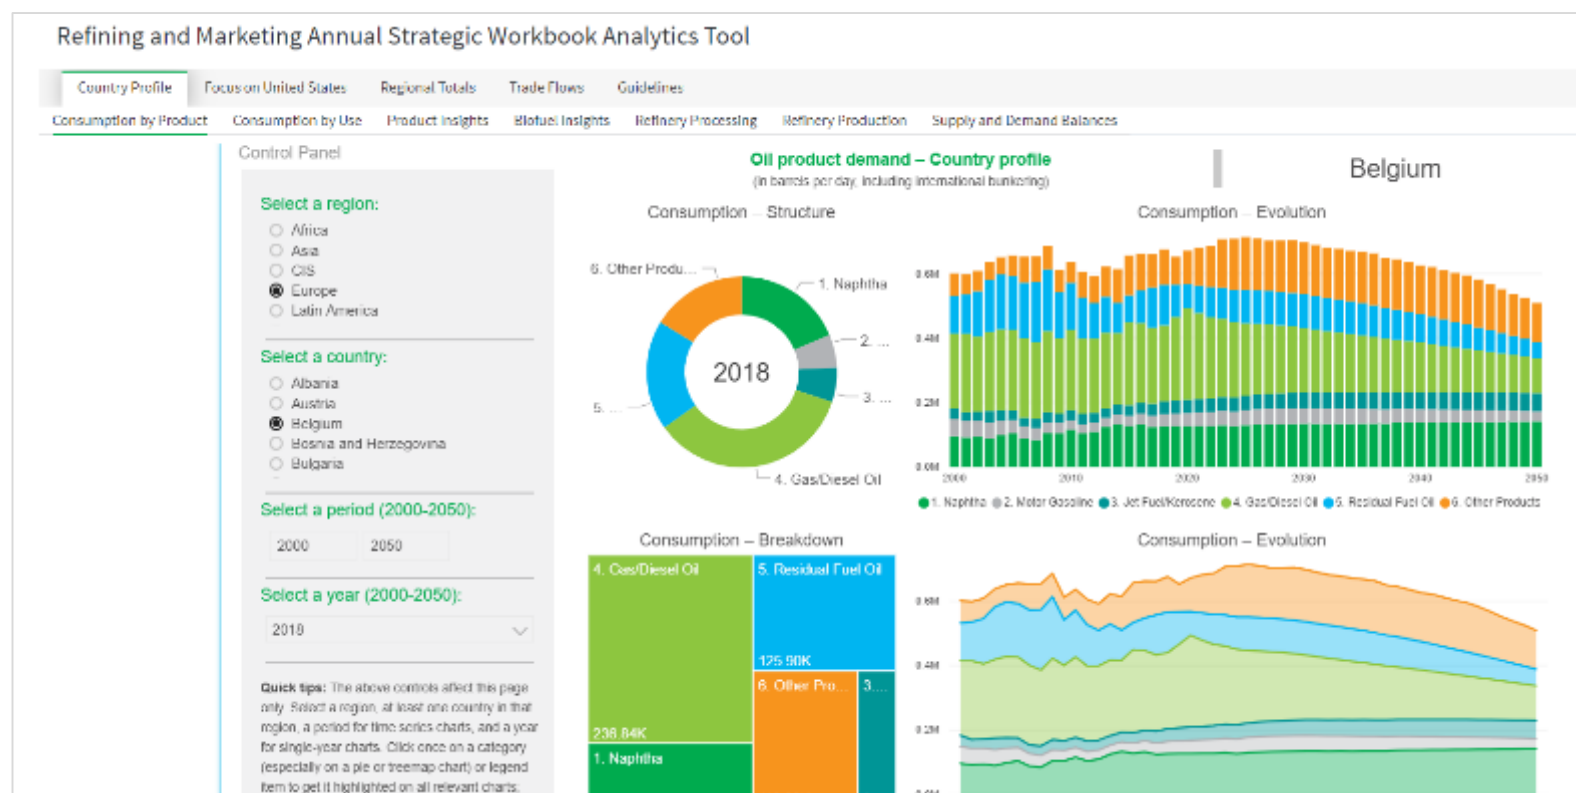 Refining and Marketing Annual Strategic Workbook Analytics Tool
Country Profile Focus on United States Regional Totals Trade Flows Guidelines
Consumption by Product Consumption by Use Product Insights Biofuel Insights Refinery Processing Refinery Production Supply and Demand Balances
Control Panel
Select a region:
Africa
Asia
CIS
Europe
Latin America
Select a country:
Albania
Austria
Belgium
Bosnia and Herzegovina
Bulgaria
Select a period (2000-2050):
2000 2050
Select a year (2000-2050):
2018
Quick tips: The above controls affect this page
only. Select a region, at least one country in that
region, a period for time series charts, and a year
for single-year charts. Click once on a category
(especially on a pie or treemap chart) or legend
item to get it highlighted on all relevant charts;
Oil product demand – Country profile
(in barrels per day, including international bunkering)
Belgium
Consumption – Structure
6. Other Produ...
1. Naphtha
2. ...
3. ...
4. Gas/Diesel Oil
5. ...
2018
Consumption – Evolution
0.6M
0.4M
0.2M
0.0M
2000 2010 2020 2030 2040 2050
1. Naphtha 2. Motor Gasoline 3. Jet Fuel/Kerosene 4. Gas/Diesel Oil 5. Residual Fuel Oil 6. Other Products
Consumption – Breakdown
4. Gas/Diesel Oil
236.84K
5. Residual Fuel Oil
125.90K
6. Other Pro...
3....
1. Naphtha
Consumption – Evolution
0.6M
0.4M
0.2M
0.0M